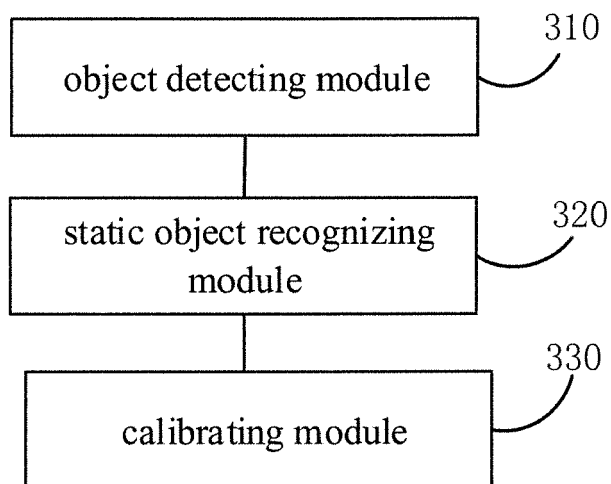 310
object detecting module
320
static object recognizing
module
330
calibrating module